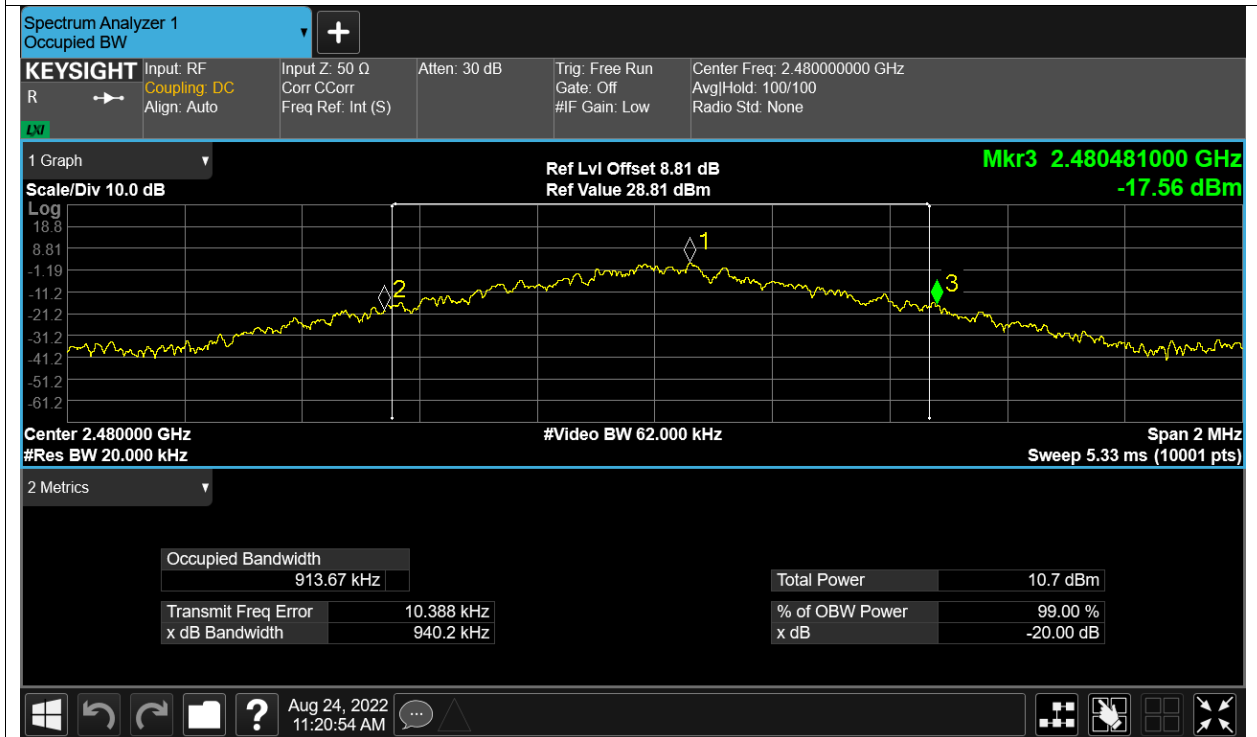 Spectrum Analyzer 1
Occupied BW
KEYSIGHT
R
LXI
Input: RF
Coupling: DC
Align: Auto
Input Z: 50 Ω
Corr CCorr
Freq Ref: Int (S)
Atten: 30 dB
Trig: Free Run
Gate: Off
#IF Gain: Low
Center Freq: 2.480000000 GHz
Avg|Hold: 100/100
Radio Std: None
1 Graph
Scale/Div 10.0 dB
Ref Lvl Offset 8.81 dB
Ref Value 28.81 dBm
Mkr3 2.480481000 GHz
-17.56 dBm
Log
18.8
8.81
-1.19
-11.2
-21.2
-31.2
-41.2
-51.2
-61.2
1
2
3
Center 2.480000 GHz
#Video BW 62.000 kHz
Span 2 MHz
#Res BW 20.000 kHz
Sweep 5.33 ms (10001 pts)
2 Metrics
Occupied Bandwidth
913.67 kHz
Total Power 10.7 dBm
Transmit Freq Error 10.388 kHz
% of OBW Power 99.00 %
x dB Bandwidth 940.2 kHz
x dB -20.00 dB
?
Aug 24, 2022
11:20:54 AM